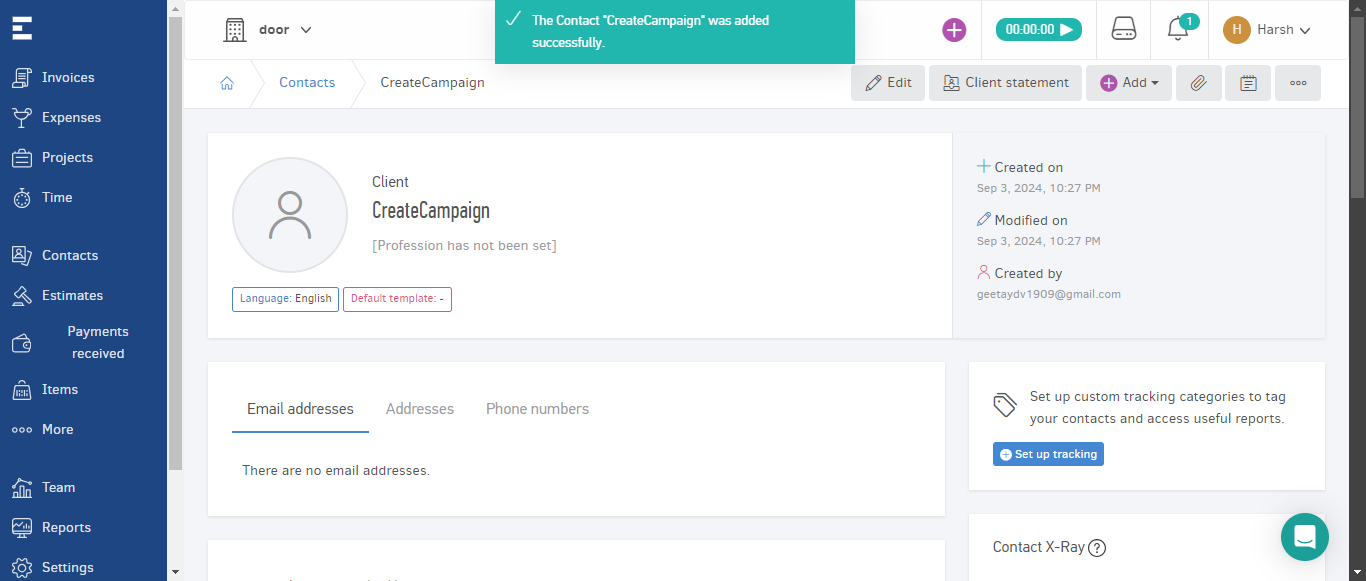 door
The Contact "CreateCampaign" was added
successfully.
00:00:00
1
H
Harsh
Invoices
Expenses
Projects
Time
Contacts
Estimates
Payments
received
Items
More
Team
Reports
Settings
Contacts
CreateCampaign
Edit
Client statement
Add
Client
CreateCampaign
[Profession has not been set]
Language: English
Default template: -
Created on
Sep 3, 2024, 10:27 PM
Modified on
Sep 3, 2024, 10:27 PM
Created by
geetaydv1909@gmail.com
Email addresses
Addresses
Phone numbers
There are no email addresses.
Set up custom tracking categories to tag
your contacts and access useful reports.
Set up tracking
Contact X-Ray ?